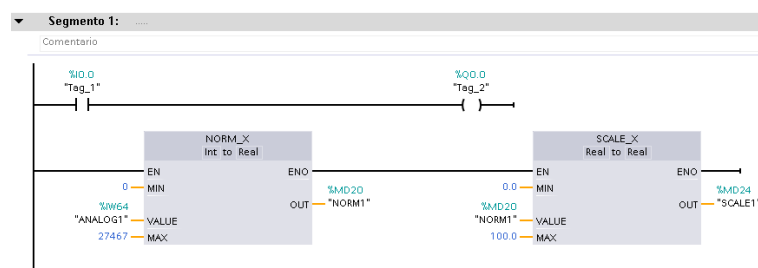 Segmento 1: .....
Comentario
%I0.0 %Q0.0
"Tag_1" "Tag_2"
NORM_X SCALE_X
Int to Real Real to Real
EN ENO EN ENO
0 MIN 0.0 MIN
%MD20 %MD24
%IW64 OUT "NORM1" %MD20 OUT "SCALE1"
"ANALOG1" VALUE "NORM1" VALUE
27467 MAX 100.0 MAX